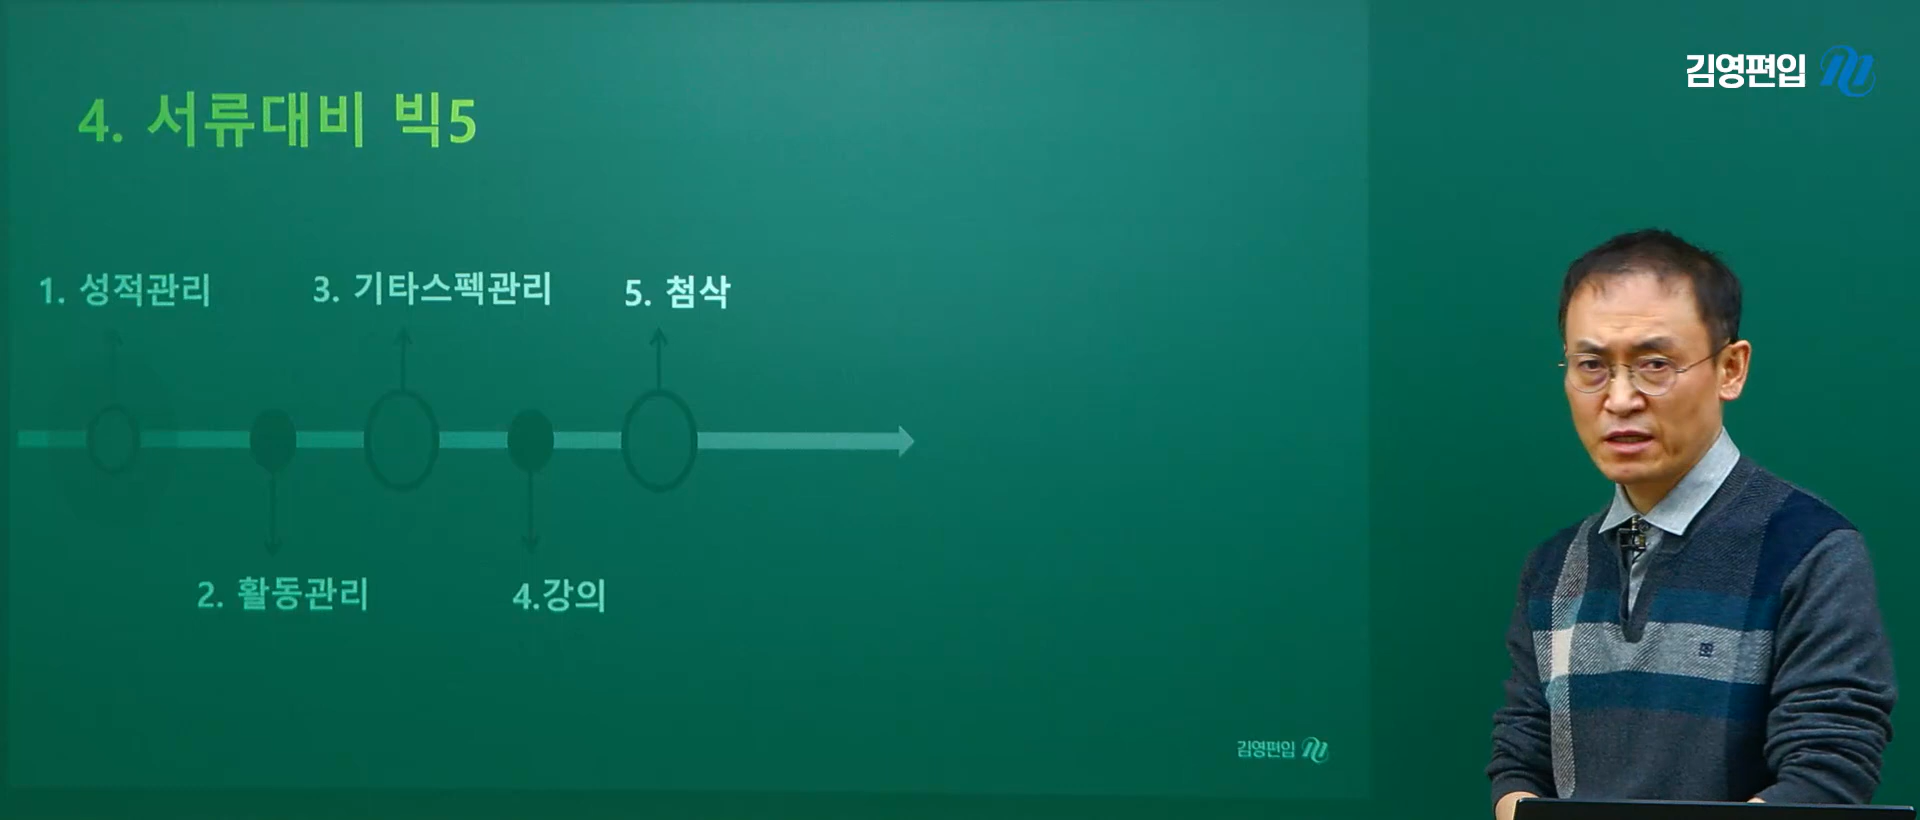 김영편입
4. 서류대비 빅5
1. 성적관리
3. 기타스펙관리
5. 첨삭
2. 활동관리
4.강의
김영편입